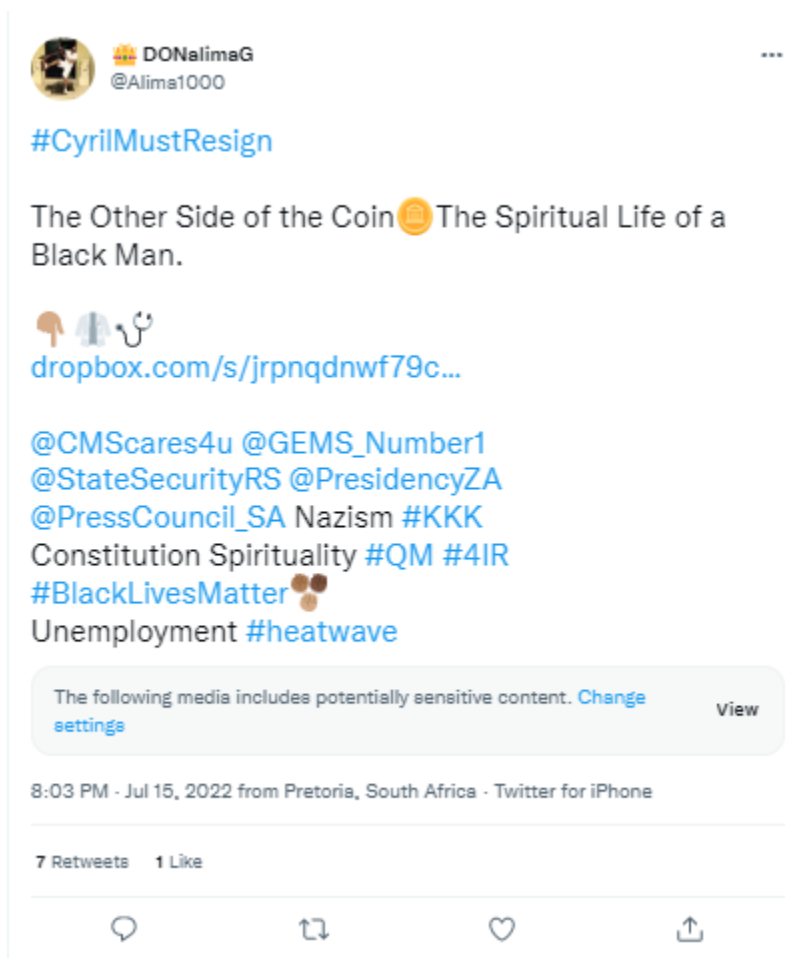 DONalimaG
@Alima1000
#CyrilMustResign
The Other Side of the Coin The Spiritual Life of a
Black Man.
dropbox.com/s/jrpnqdnwf79c...
@CMScares4u @GEMS_Number1
@StateSecurityRS @PresidencyZA
@PressCouncil_SA Nazism #KKK
Constitution Spirituality #QM #4IR
#BlackLivesMatter
Unemployment #heatwave
The following media includes potentially sensitive content. Change
settings
View
8:03 PM · Jul 15, 2022 from Pretoria, South Africa · Twitter for iPhone
7 Retweets 1 Like